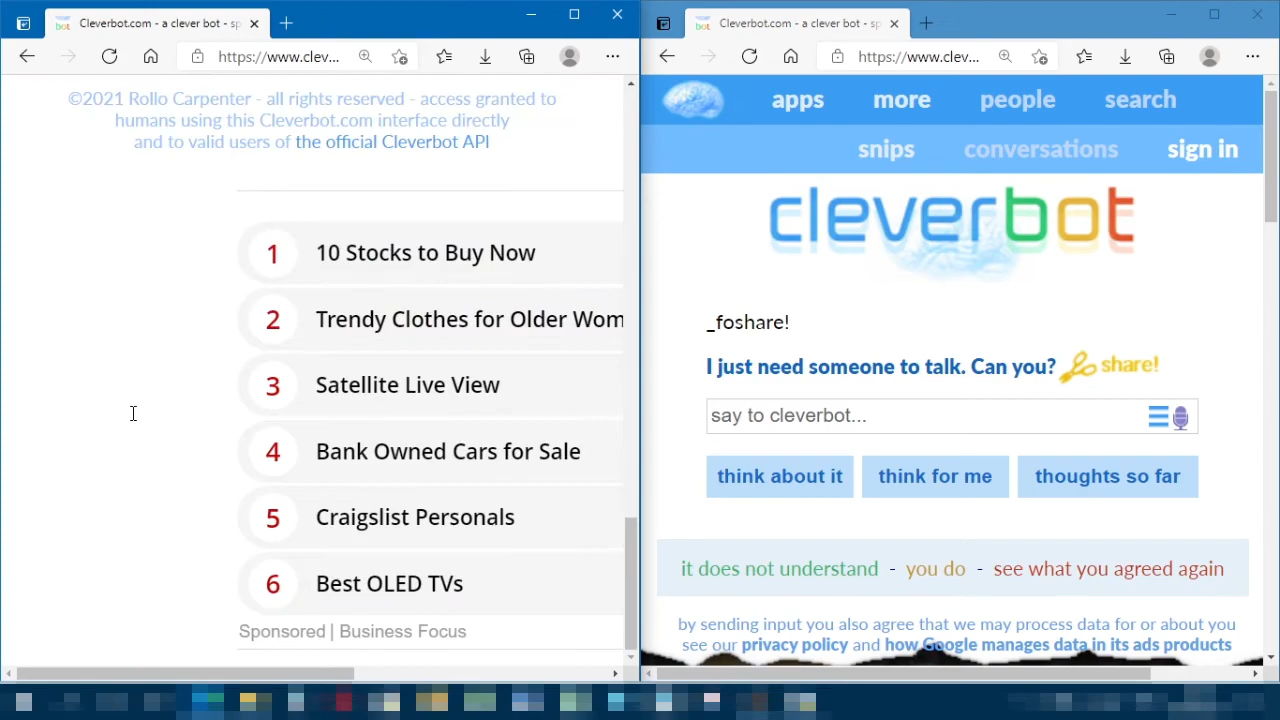 Cleverbot.com - a clever bot - sp
https://www.clev...
©2021 Rollo Carpenter - all rights reserved - access granted to
humans using this Cleverbot.com interface directly
and to valid users of the official Cleverbot API
1 10 Stocks to Buy Now
2 Trendy Clothes for Older Wom
3 Satellite Live View
4 Bank Owned Cars for Sale
5 Craigslist Personals
6 Best OLED TVs
Sponsored | Business Focus
Cleverbot.com - a clever bot - sp
https://www.clev...
apps more people search
snips conversations sign in
cleverbot
_foshare!
I just need someone to talk. Can you? share!
say to cleverbot...
think about it think for me thoughts so far
it does not understand - you do - see what you agreed again
by sending input you also agree that we may process data for or about you
see our privacy policy and how Google manages data in its ads products